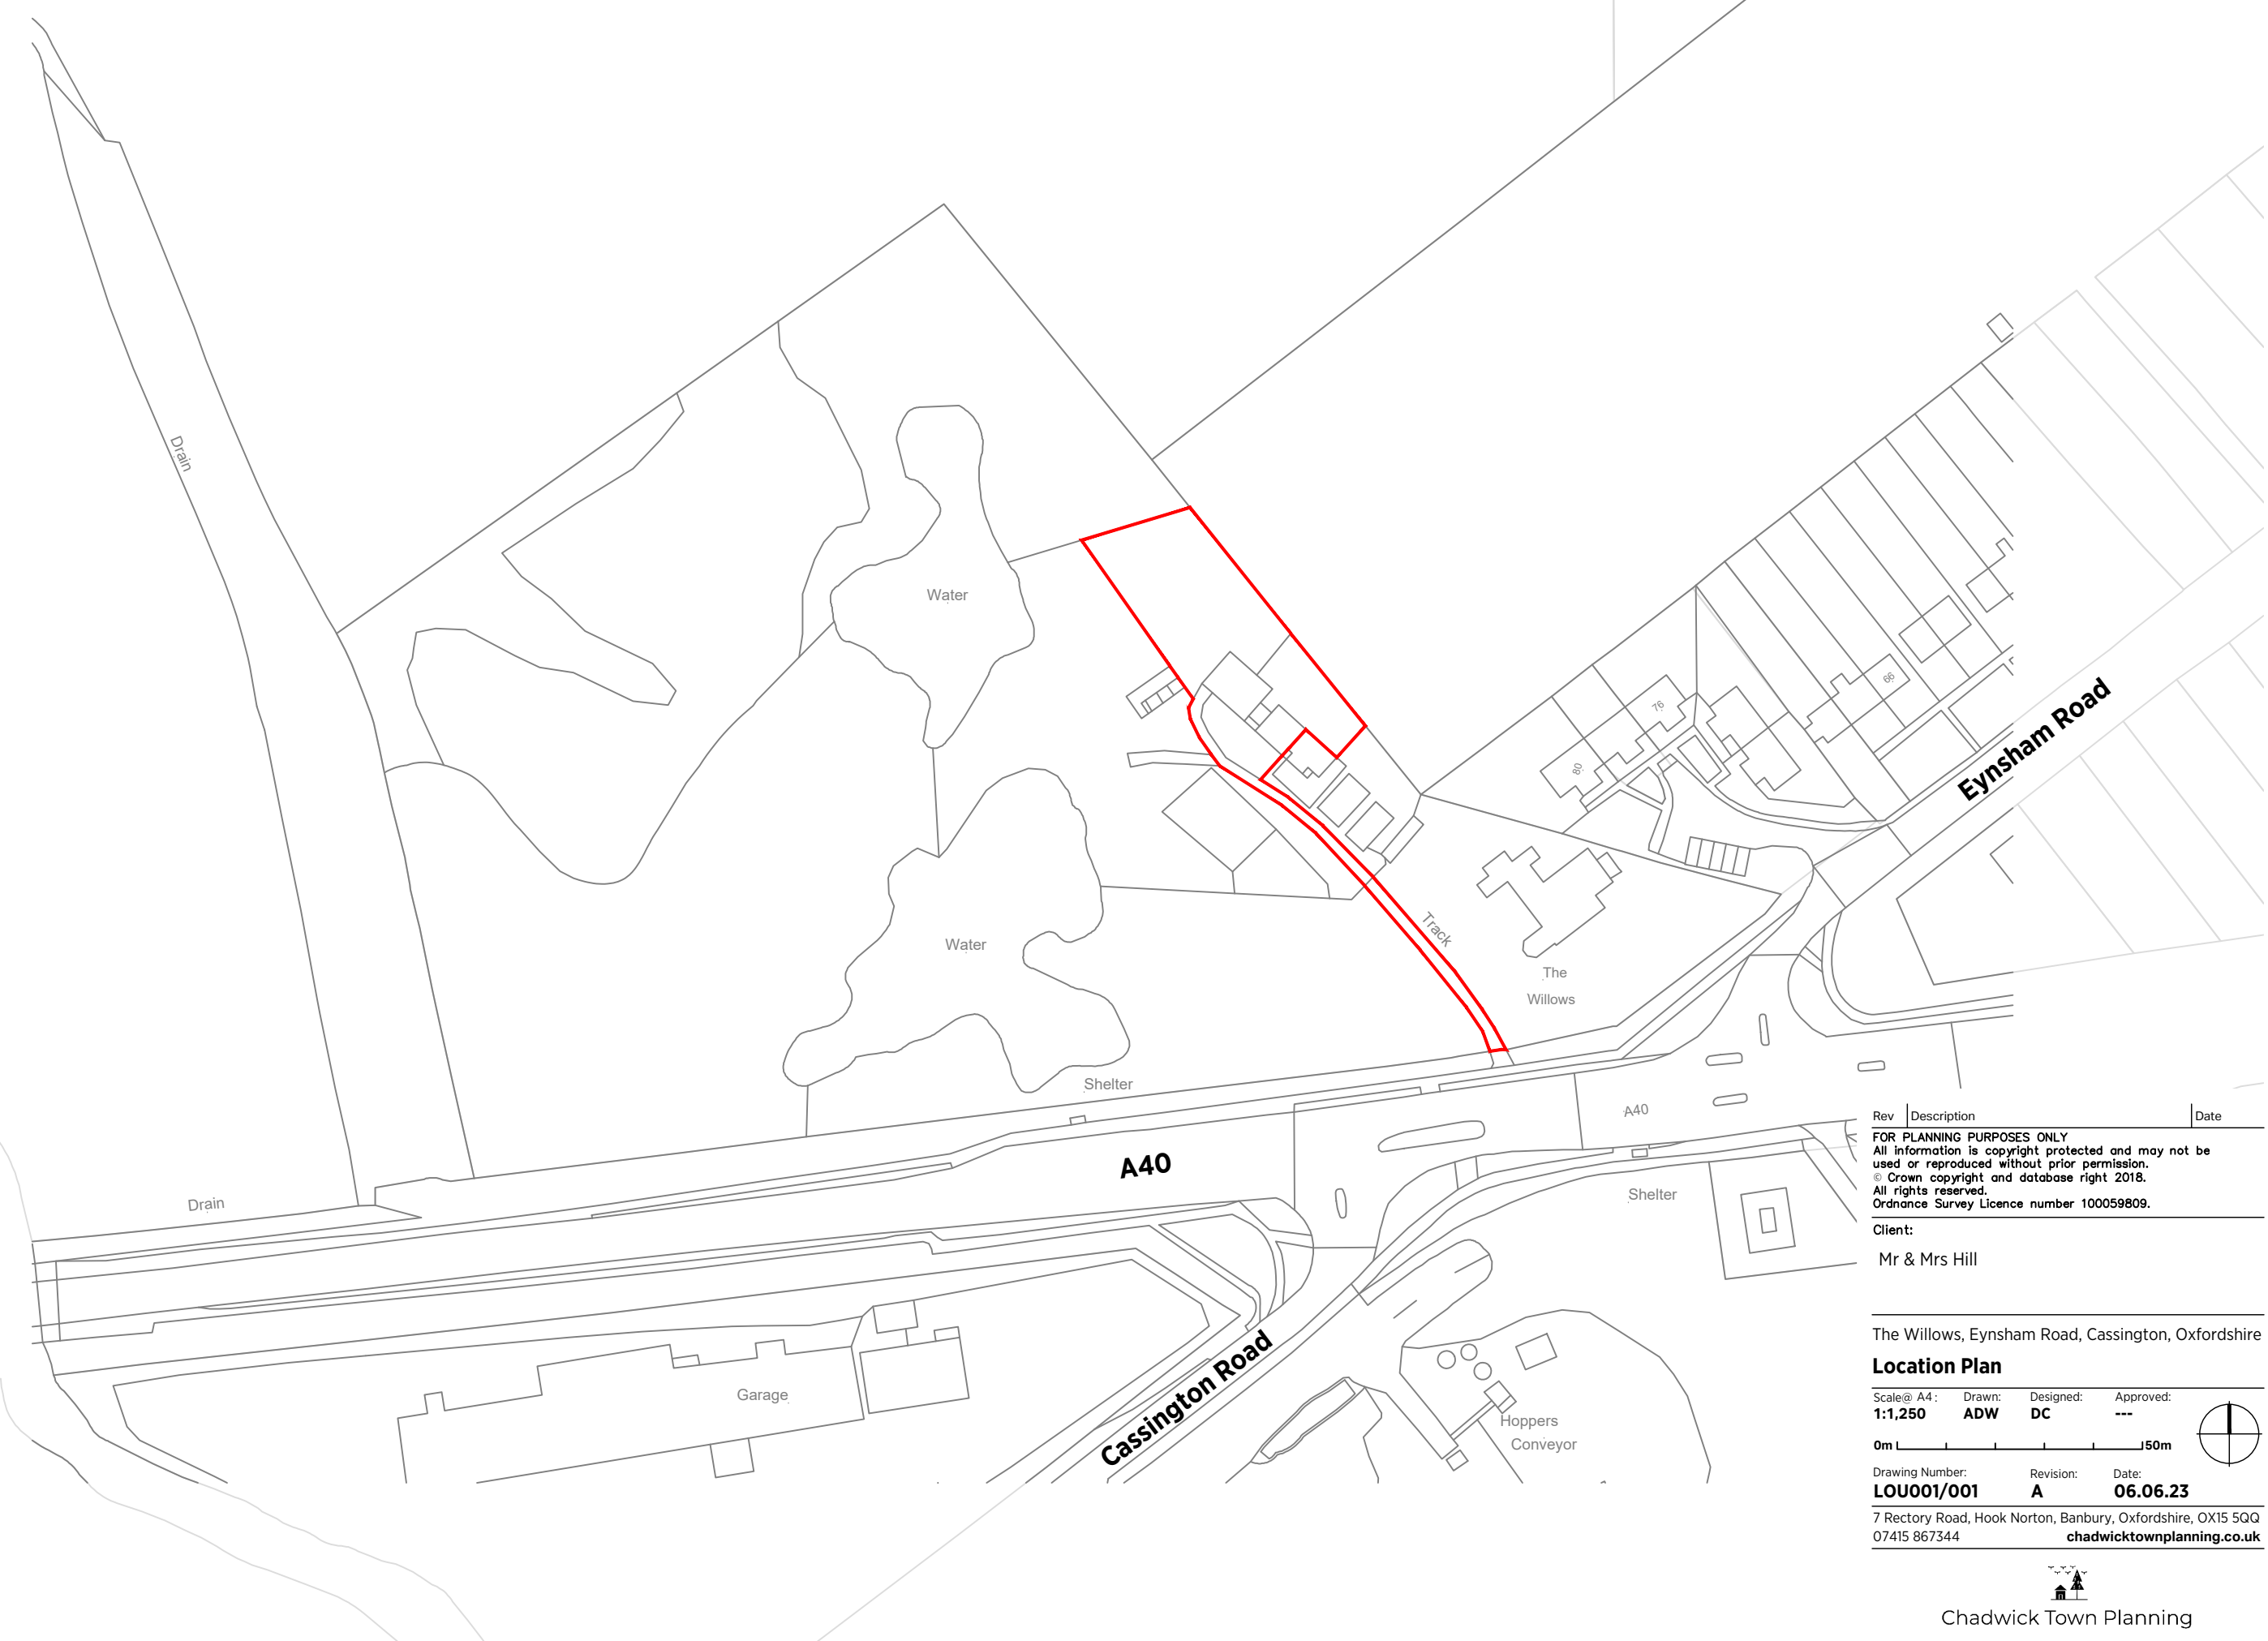 Drain
Water
76
66
80
Eynsham Road
Water
Track
The
Willows
Shelter
A40
A40
Shelter
Drain
Garage
Cassington Road
Hoppers
Conveyor
Rev Description Date
FOR PLANNING PURPOSES ONLY
All information is copyright protected and may not be
used or reproduced without prior permission.
© Crown copyright and database right 2018.
All rights reserved.
Ordnance Survey Licence number 100059809.
Client:
Mr & Mrs Hill
The Willows, Eynsham Road, Cassington, Oxfordshire
Location Plan
Scale@ A4 : Drawn: Designed: Approved:
1:1,250 ADW DC ---
0m 50m
Drawing Number: Revision: Date:
LOU001/001 A 06.06.23
7 Rectory Road, Hook Norton, Banbury, Oxfordshire, OX15 5QQ
07415 867344 chadwicktownplanning.co.uk
Chadwick Town Planning